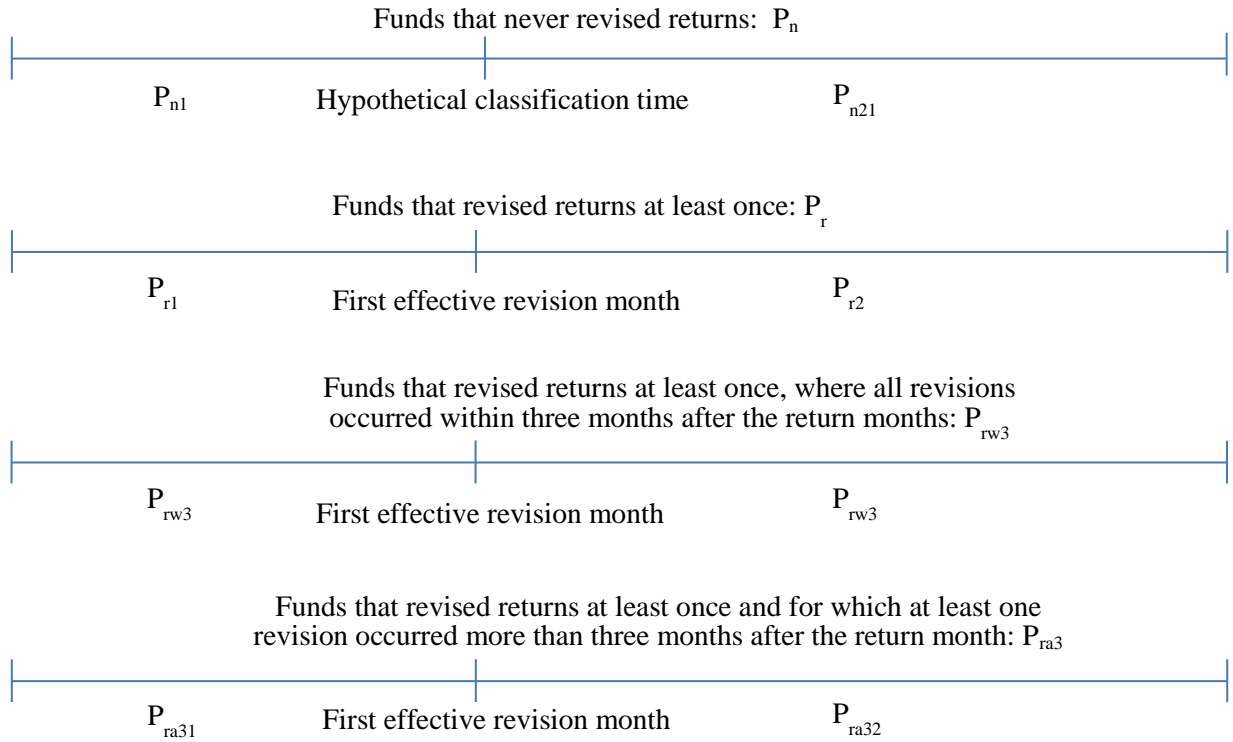 Funds that never revised returns: Pn
Pn1 Hypothetical classification time Pn21
Funds that revised returns at least once: Pr
Pr1 First effective revision month Pr2
Funds that revised returns at least once, where all revisions
occurred within three months after the return months: Prw3
Prw3 First effective revision month Prw3
Funds that revised returns at least once and for which at least one
revision occurred more than three months after the return month: Pra3
Pra31 First effective revision month Pra32